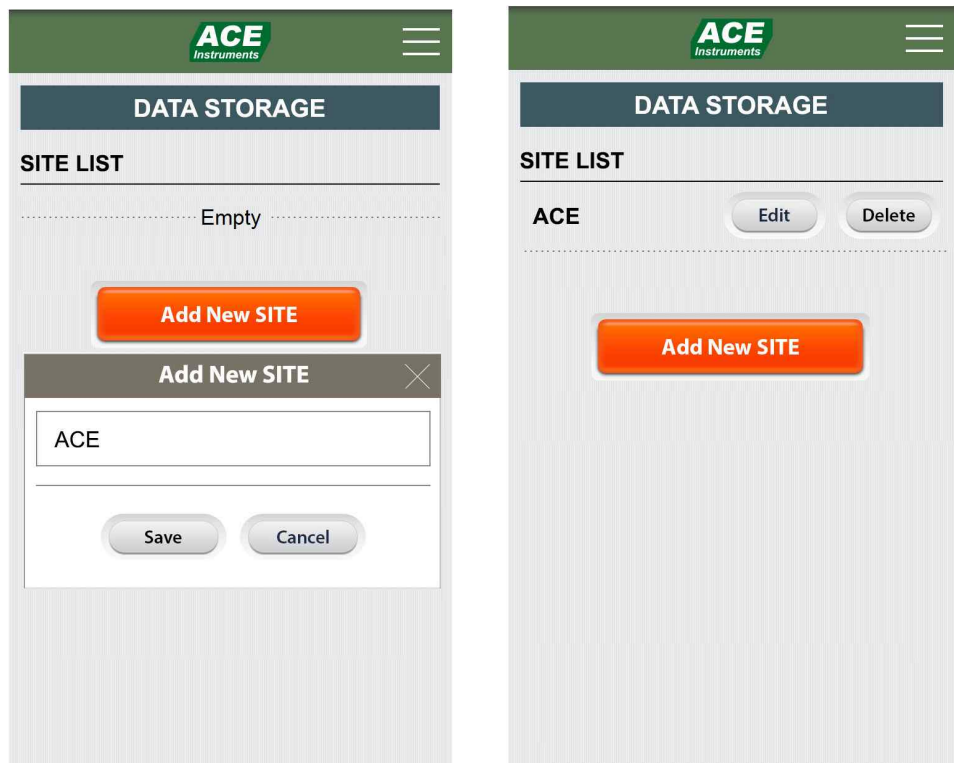 ACE
Instruments
DATA STORAGE
SITE LIST
Empty
Add New SITE
Add New SITE
ACE
Save Cancel
ACE
Instruments
DATA STORAGE
SITE LIST
ACE Edit Delete
Add New SITE